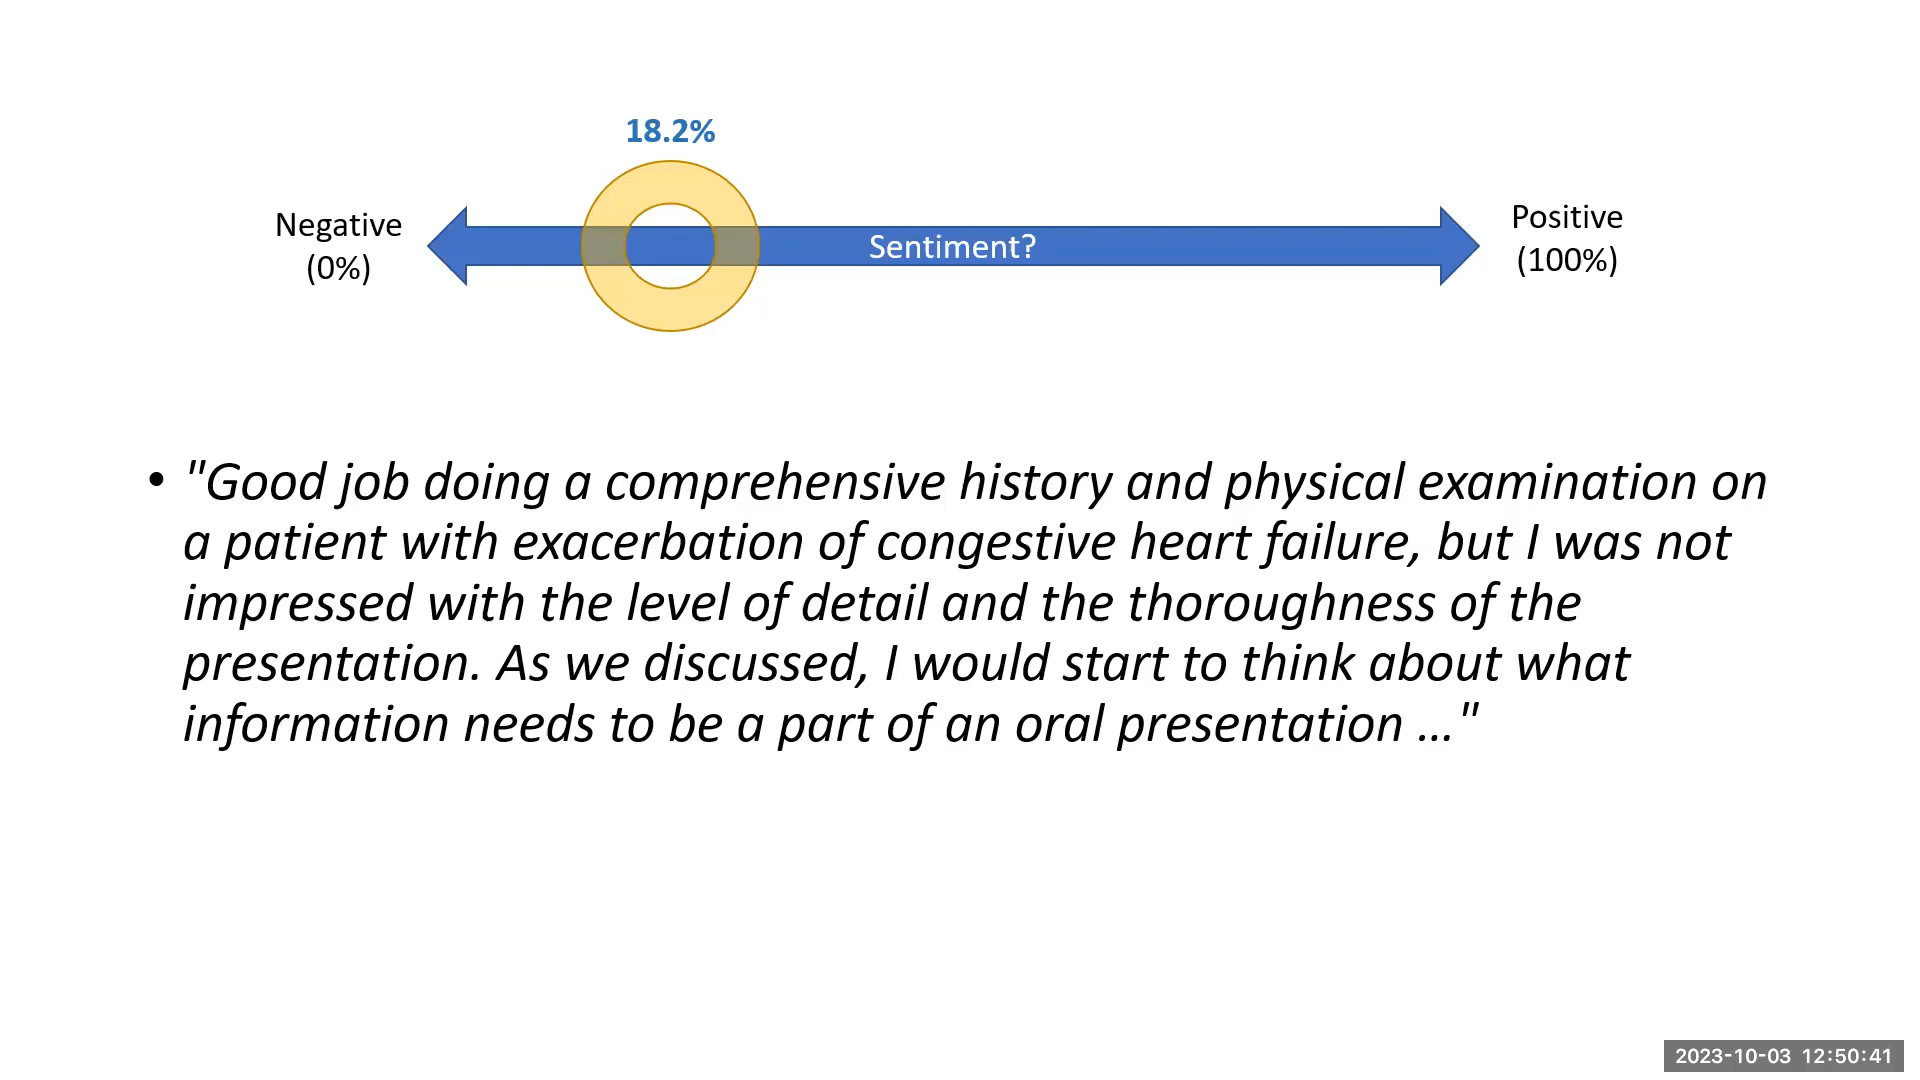 18.2%
Negative
(0%)
Sentiment?
Positive
(100%)
• "Good job doing a comprehensive history and physical examination on
a patient with exacerbation of congestive heart failure, but I was not
impressed with the level of detail and the thoroughness of the
presentation. As we discussed, I would start to think about what
information needs to be a part of an oral presentation …"
2023-10-03 12:50:41